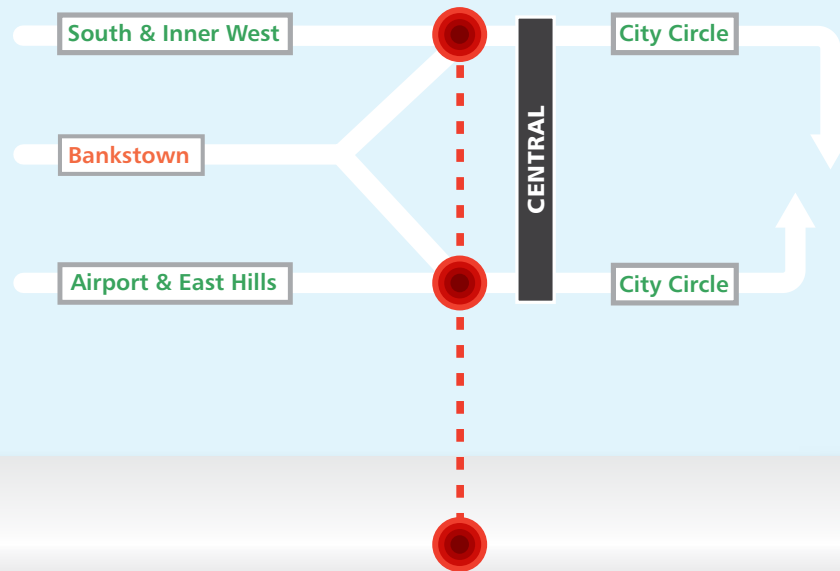 South & Inner West
City Circle
Bankstown
CENTRAL
Airport & East Hills
City Circle